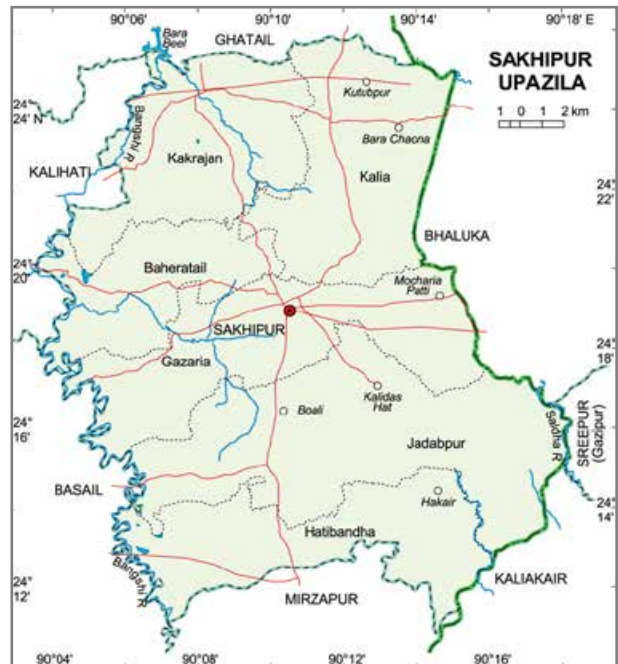 90°06' 90°10' 90°14' 90°18' E
Bara
Beel
GHATAIL
SAKHIPUR
UPAZILA
1 0 1 2 km
24°
24' N
Kutubpur
Bangshi R
Bara Chaona
Kakrajan
KALIHATI
Kalia
24°
22'
BHALUKA
24°
20'
Baheratail
Mocharia
Patti
SAKHIPUR
24°
18'
Gazaria
Kalidas
Hat
Boali
24°
16'
Jadabpur
Saldha R
SREEPUR
(Gazipur)
BASAIL
Hakair
24°
14'
Hatibandha
Bangshi R
24°
12'
KALIAKAIR
MIRZAPUR
90°04' 90°08' 90°12' 90°16'